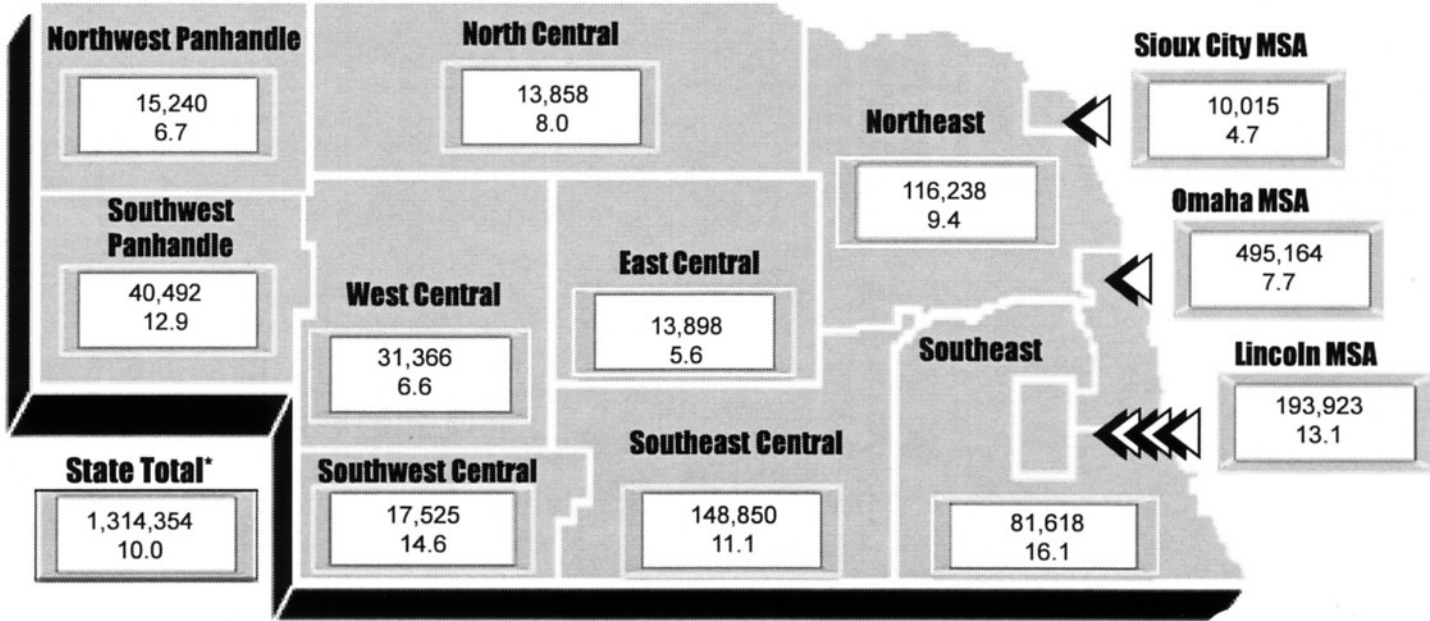 Northwest Panhandle
15,240
6.7
North Central
13,858
8.0
Sioux City MSA
10,015
4.7
Northeast
116,238
9.4
Omaha MSA
495,164
7.7
Southwest
Panhandle
40,492
12.9
West Central
31,366
6.6
East Central
13,898
5.6
Southeast
81,618
16.1
Lincoln MSA
193,923
13.1
State Total*
1,314,354
10.0
Southwest Central
17,525
14.6
Southeast Central
148,850
11.1